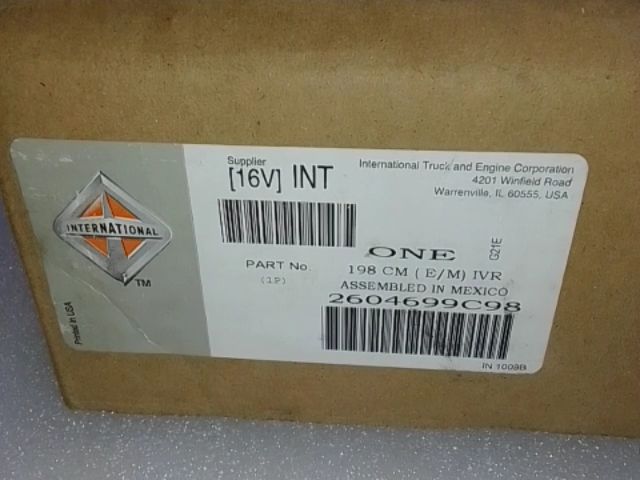 INTERNATIONAL
TM
Printed in USA
Supplier
[16V] INT
International Truck and Engine Corporation
4201 Winfield Road
Warrenville, IL 60555, USA
PART No.
(1P)
ONE
G21E
198 CM ( E/M) IVR
ASSEMBLED IN MEXICO
2604699C98
IN 1009B